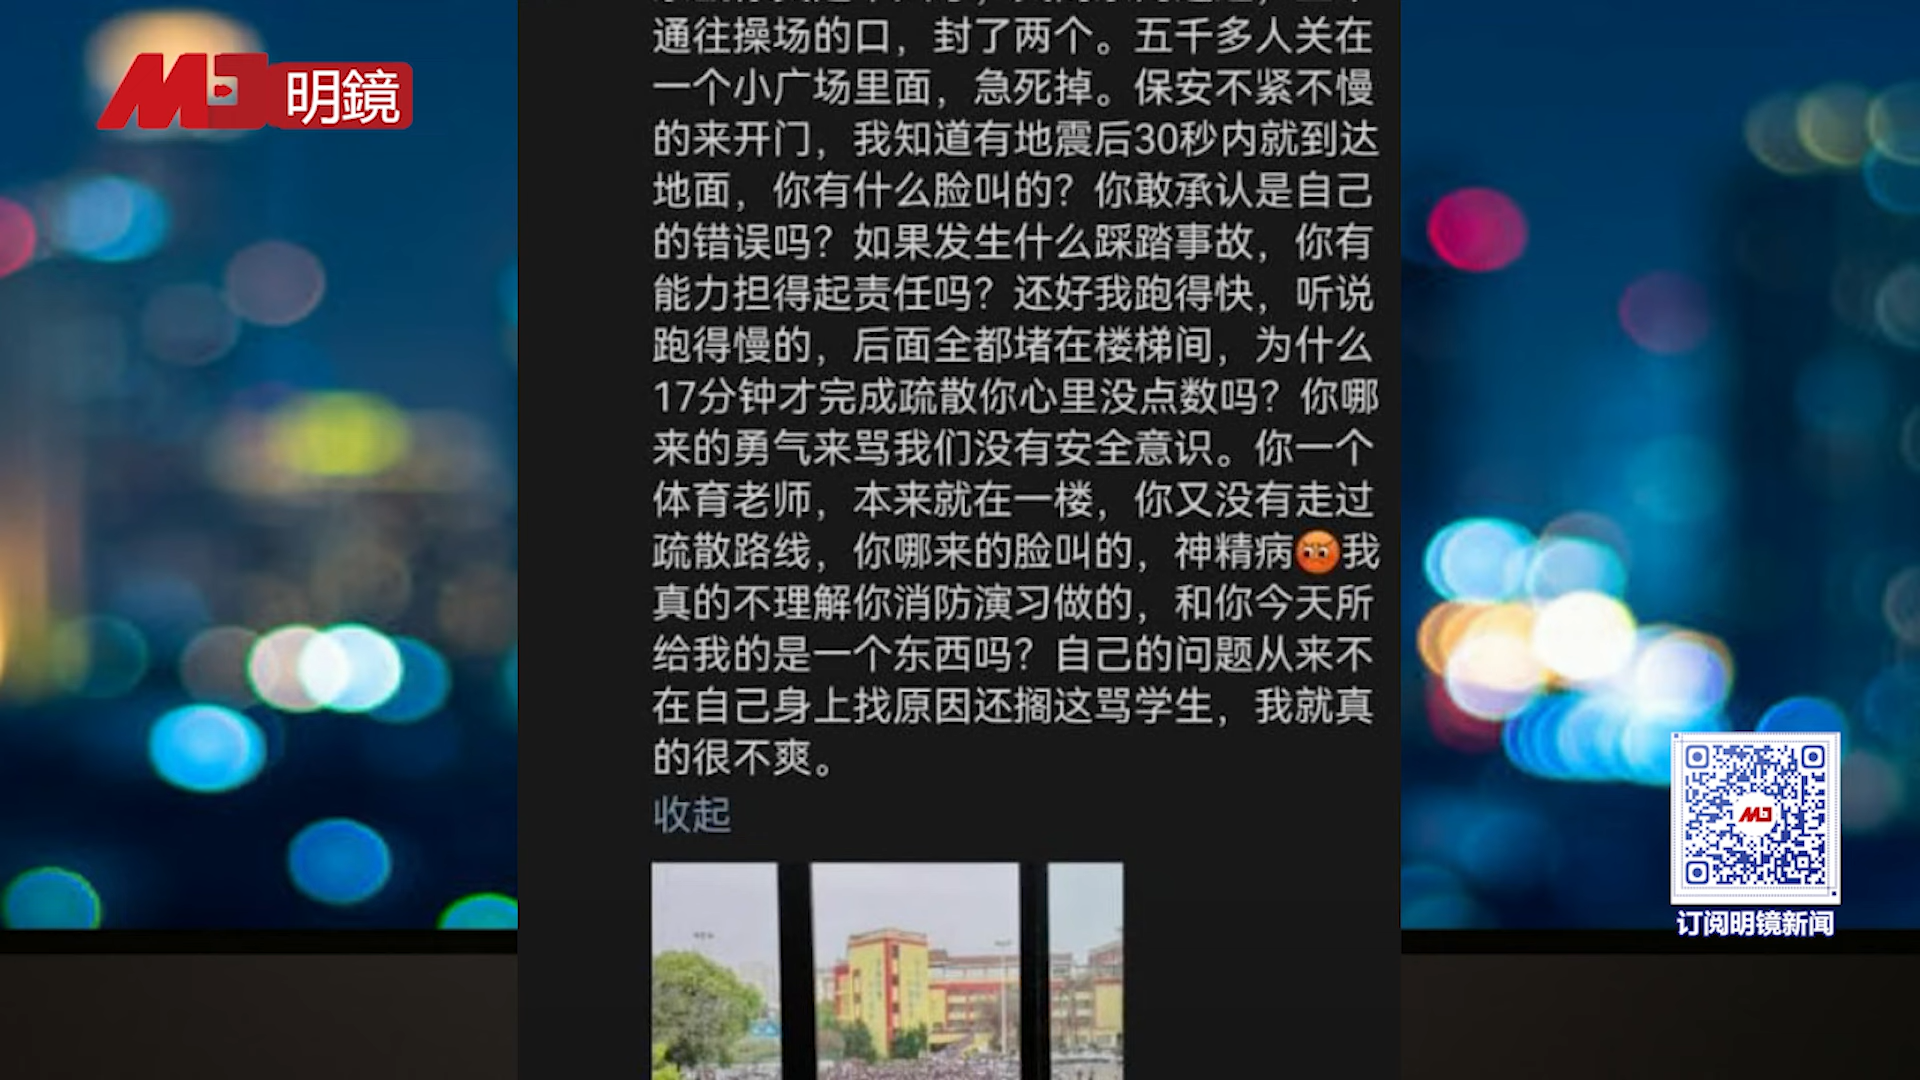 明鏡
通往操场的口，封了两个。五千多人关在
一个小广场里面，急死掉。保安不紧不慢
的来开门，我知道有地震后30秒内就到达
地面，你有什么脸叫的？你敢承认是自己
的错误吗？如果发生什么踩踏事故，你有
能力担得起责任吗？还好我跑得快，听说
跑得慢的，后面全都堵在楼梯间，为什么
17分钟才完成疏散你心里没点数吗？你哪
来的勇气来骂我们没有安全意识。你一个
体育老师，本来就在一楼，你又没有走过
疏散路线，你哪来的脸叫的，神精病😡我
真的不理解你消防演习做的，和你今天所
给我的是一个东西吗？自己的问题从来不
在自己身上找原因还搁这骂学生，我就真
的很不爽。
收起
订阅明镜新闻